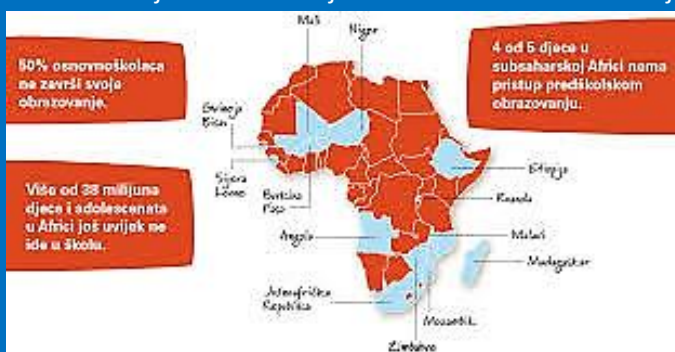 Mali
Niger
50% osnovnoškolaca
ne završi svoje
obrazovanje.
4 od 5 djece u
subsaharskoj Africi nema
pristup predškolskom
obrazovanju.
Gvineja
Bisau
Sijera
Leone
Burkina
Faso
Više od 38 milijuna
djece i adolescenata
u Africi još uvijek ne
ide u školu.
Etiopija
Ruanda
Angola
Malavi
Madagaskar
Južnoafrička
Republika
Mozambik
Zimbabve